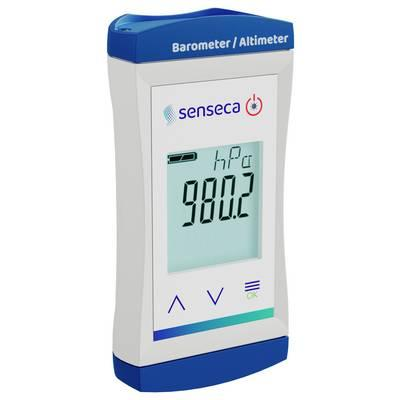 Barometer / Altimeter
senseca
hPa
980.2
OK